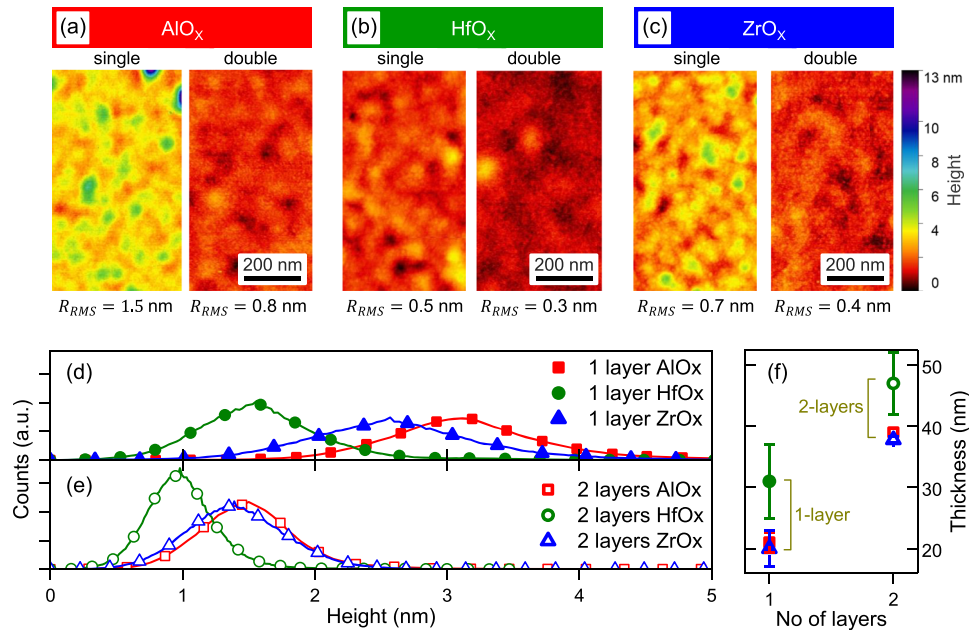 (a) AlOX
single double
(b) HfOX
single double
(c) ZrOX
single double
13 nm
10
8
6
4
2
0
Height
200 nm
200 nm
200 nm
RRMS = 1.5 nm RRMS = 0.8 nm
RRMS = 0.5 nm RRMS = 0.3 nm
RRMS = 0.7 nm RRMS = 0.4 nm
(d)
1 layer AlOx
1 layer HfOx
1 layer ZrOx
(e)
2 layers AlOx
2 layers HfOx
2 layers ZrOx
Counts (a.u.)
0 1 2 3 4 5
Height (nm)
(f)
2-layers
1-layer
50
40
30
20
Thickness (nm)
1 2
No of layers